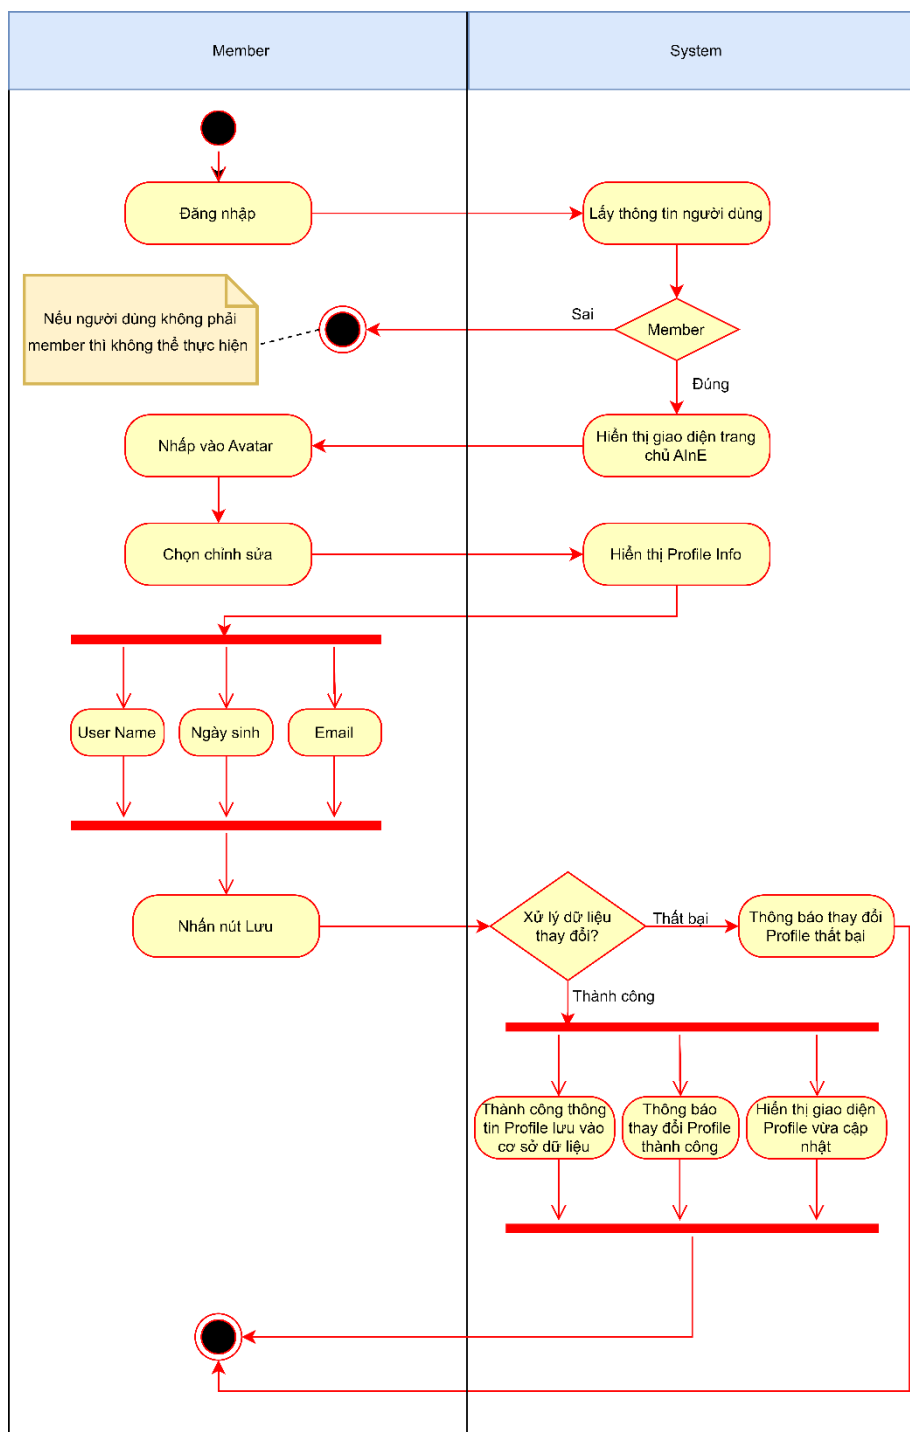 Member
System
Đăng nhập
Lấy thông tin người dùng
Nếu người dùng không phải
member thì không thể thực hiện
Sai
Member
Đúng
Nhấp vào Avatar
Hiển thị giao diện trang
chủ AInE
Chọn chỉnh sửa
Hiển thị Profile Info
User Name
Ngày sinh
Email
Nhấn nút Lưu
Xử lý dữ liệu
thay đổi?
Thất bại
Thông báo thay đổi
Profile thất bại
Thành công
Thành công thông
tin Profile lưu vào
cơ sở dữ liệu
Thông báo
thay đổi Profile
thành công
Hiển thị giao diện
Profile vừa cập
nhật